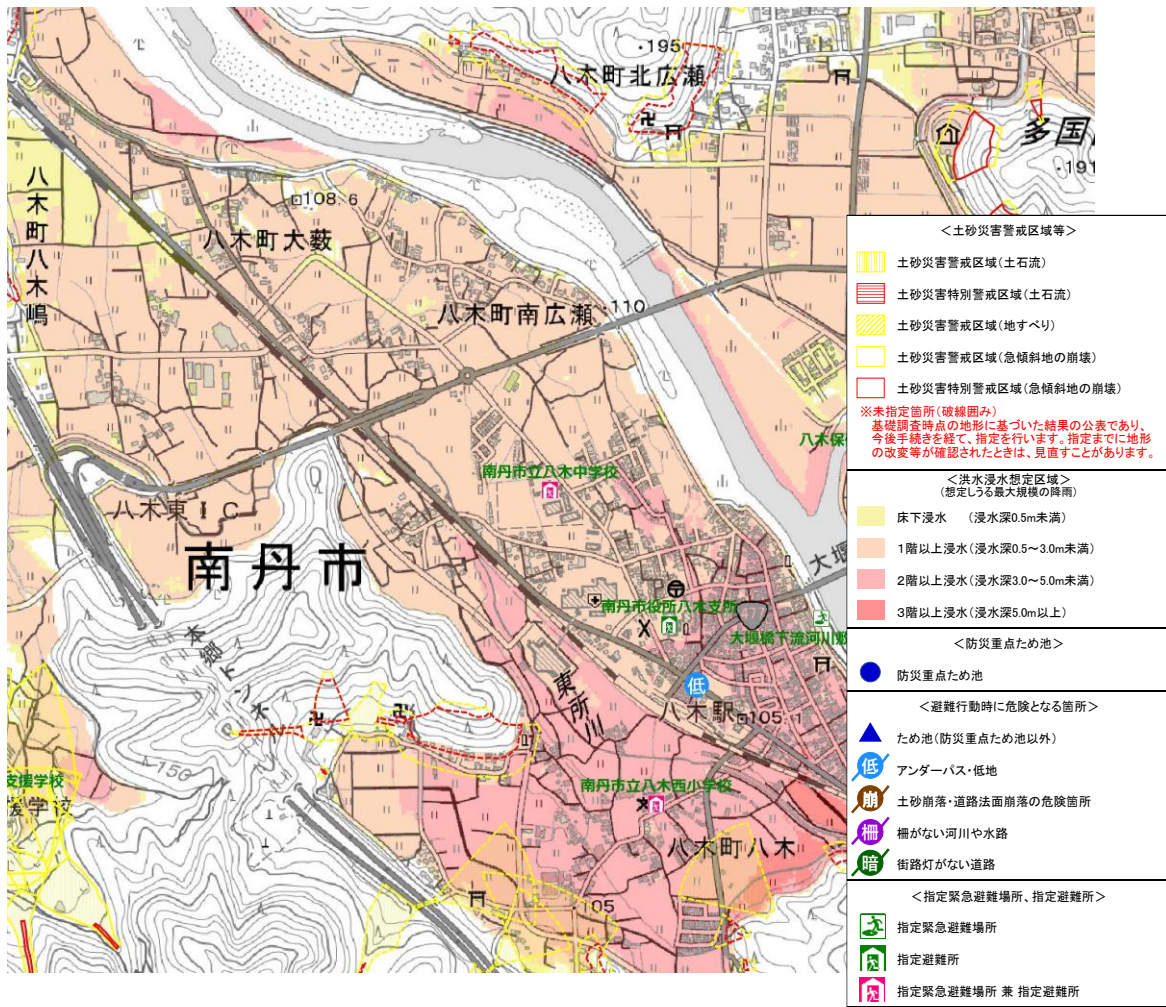 ・195
八木町北広瀬
多国
・191
八木町八木嶋
108.6
八木町大薮
八木町南広瀬
・110
八木保
南丹市立八木中学校
八木東IC
南丹市
大堰
南丹市役所八木支所
大堰橋下流河川敷
本郷トンネル
東所川
低
八木駅
105.1
150
支援学校
援学校
南丹市立八木西小学校
八木町八木
105
<土砂災害警戒区域等>
土砂災害警戒区域(土石流)
土砂災害特別警戒区域(土石流)
土砂災害警戒区域(地すべり)
土砂災害警戒区域(急傾斜地の崩壊)
土砂災害特別警戒区域(急傾斜地の崩壊)
※未指定箇所(破線囲み)
基礎調査時点の地形に基づいた結果の公表であり、
今後手続きを経て、指定を行います。指定までに地形
の改変等が確認されたときは、見直すことがあります。
<洪水浸水想定区域>
(想定しうる最大規模の降雨)
床下浸水 (浸水深0.5m未満)
1階以上浸水(浸水深0.5~3.0m未満)
2階以上浸水(浸水深3.0~5.0m未満)
3階以上浸水(浸水深5.0m以上)
<防災重点ため池>
防災重点ため池
<避難行動時に危険となる箇所>
ため池(防災重点ため池以外)
低 アンダーパス・低地
崩 土砂崩落・道路法面崩落の危険箇所
柵 柵がない河川や水路
暗 街路灯がない道路
<指定緊急避難場所、指定避難所>
指定緊急避難場所
指定避難所
指定緊急避難場所 兼 指定避難所